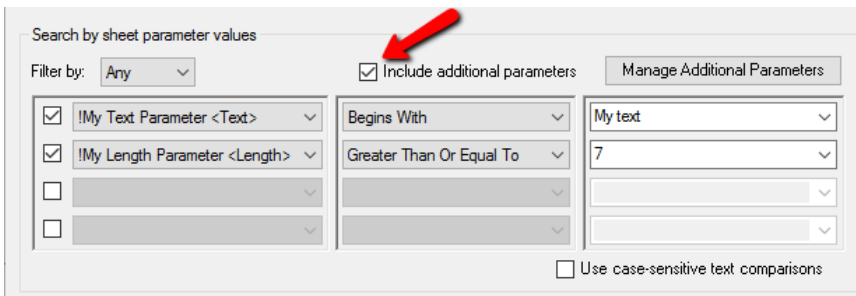 Search by sheet parameter values
Filter by: Any Include additional parameters Manage Additional Parameters
!My Text Parameter <Text> Begins With My text
!My Length Parameter <Length> Greater Than Or Equal To 7
Use case-sensitive text comparisons